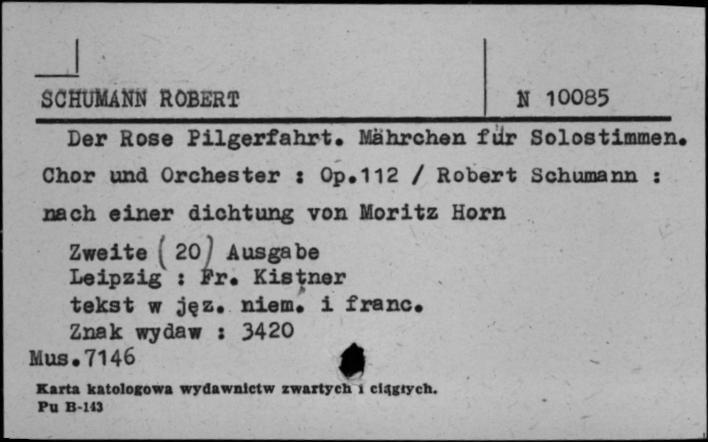 SCHUMANN ROBERT
N 10085
Der Rose Pilgerfahrt. Mährchen für Solostimmen.
Chor und Orchester : Op.112 / Robert Schumann :
nach einer dichtung von Moritz Horn
Zweite (20) Ausgabe
Leipzig : Fr. Kistner
tekst w jęz. niem. i franc.
Znak wydaw : 3420
Mus.7146
Karta katologowa wydawnictw zwartych i ciągłych.
Pu B-143